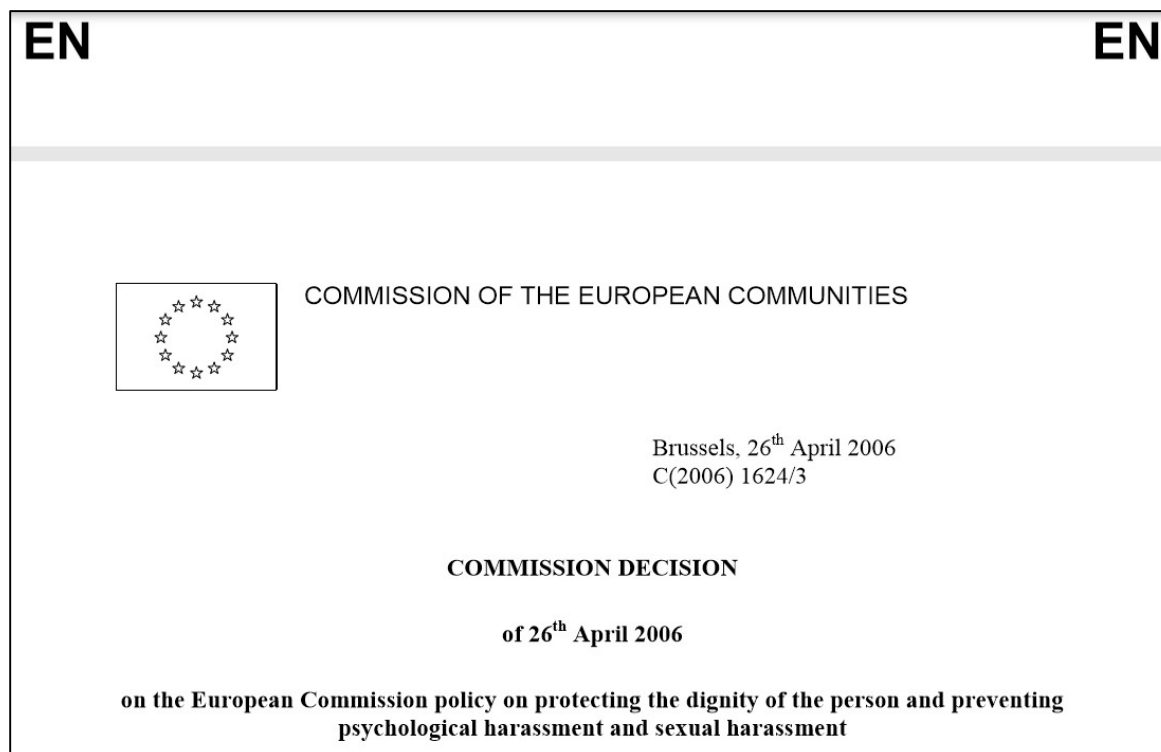 EN EN
COMMISSION OF THE EUROPEAN COMMUNITIES
Brussels, 26th April 2006
C(2006) 1624/3
COMMISSION DECISION
of 26th April 2006
on the European Commission policy on protecting the dignity of the person and preventing
psychological harassment and sexual harassment